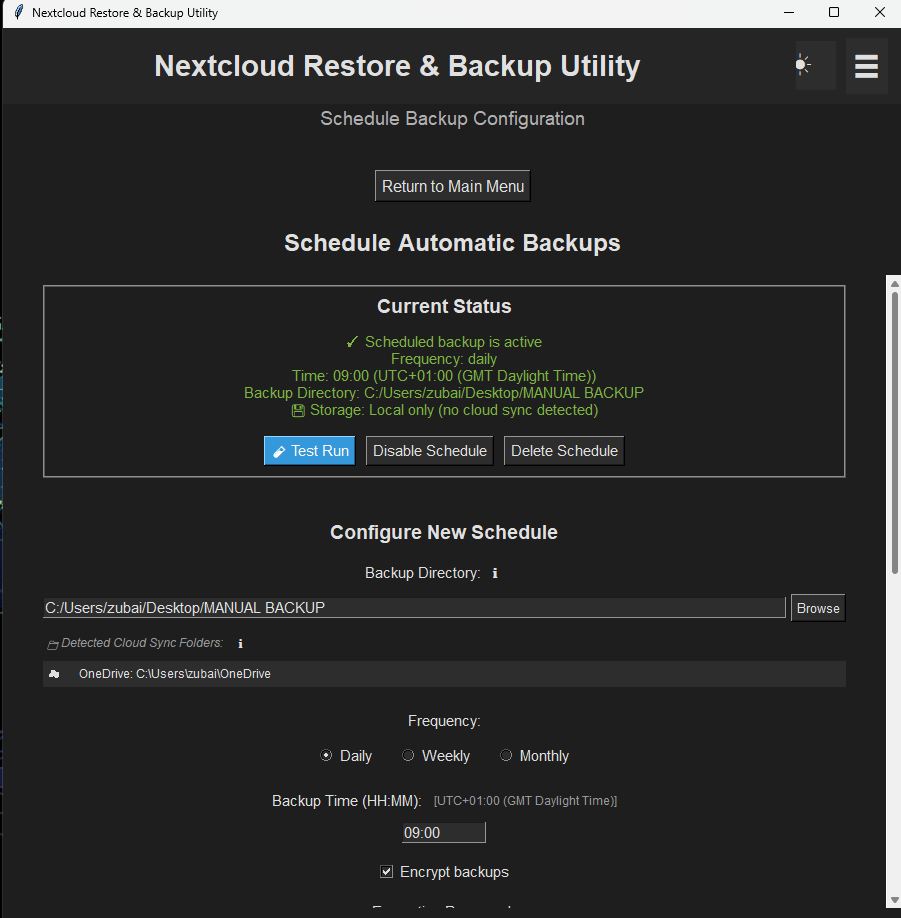 Nextcloud Restore & Backup Utility
Nextcloud Restore & Backup Utility
Schedule Backup Configuration
Return to Main Menu
Schedule Automatic Backups
Current Status
✓ Scheduled backup is active
Frequency: daily
Time: 09:00 (UTC+01:00 (GMT Daylight Time))
Backup Directory: C:/Users/zubai/Desktop/MANUAL BACKUP
Storage: Local only (no cloud sync detected)
Test Run Disable Schedule Delete Schedule
Configure New Schedule
Backup Directory: ℹ
C:/Users/zubai/Desktop/MANUAL BACKUP Browse
Detected Cloud Sync Folders: ℹ
OneDrive: C:\Users\zubai\OneDrive
Frequency:
Daily Weekly Monthly
Backup Time (HH:MM): [UTC+01:00 (GMT Daylight Time)]
09:00
Encrypt backups